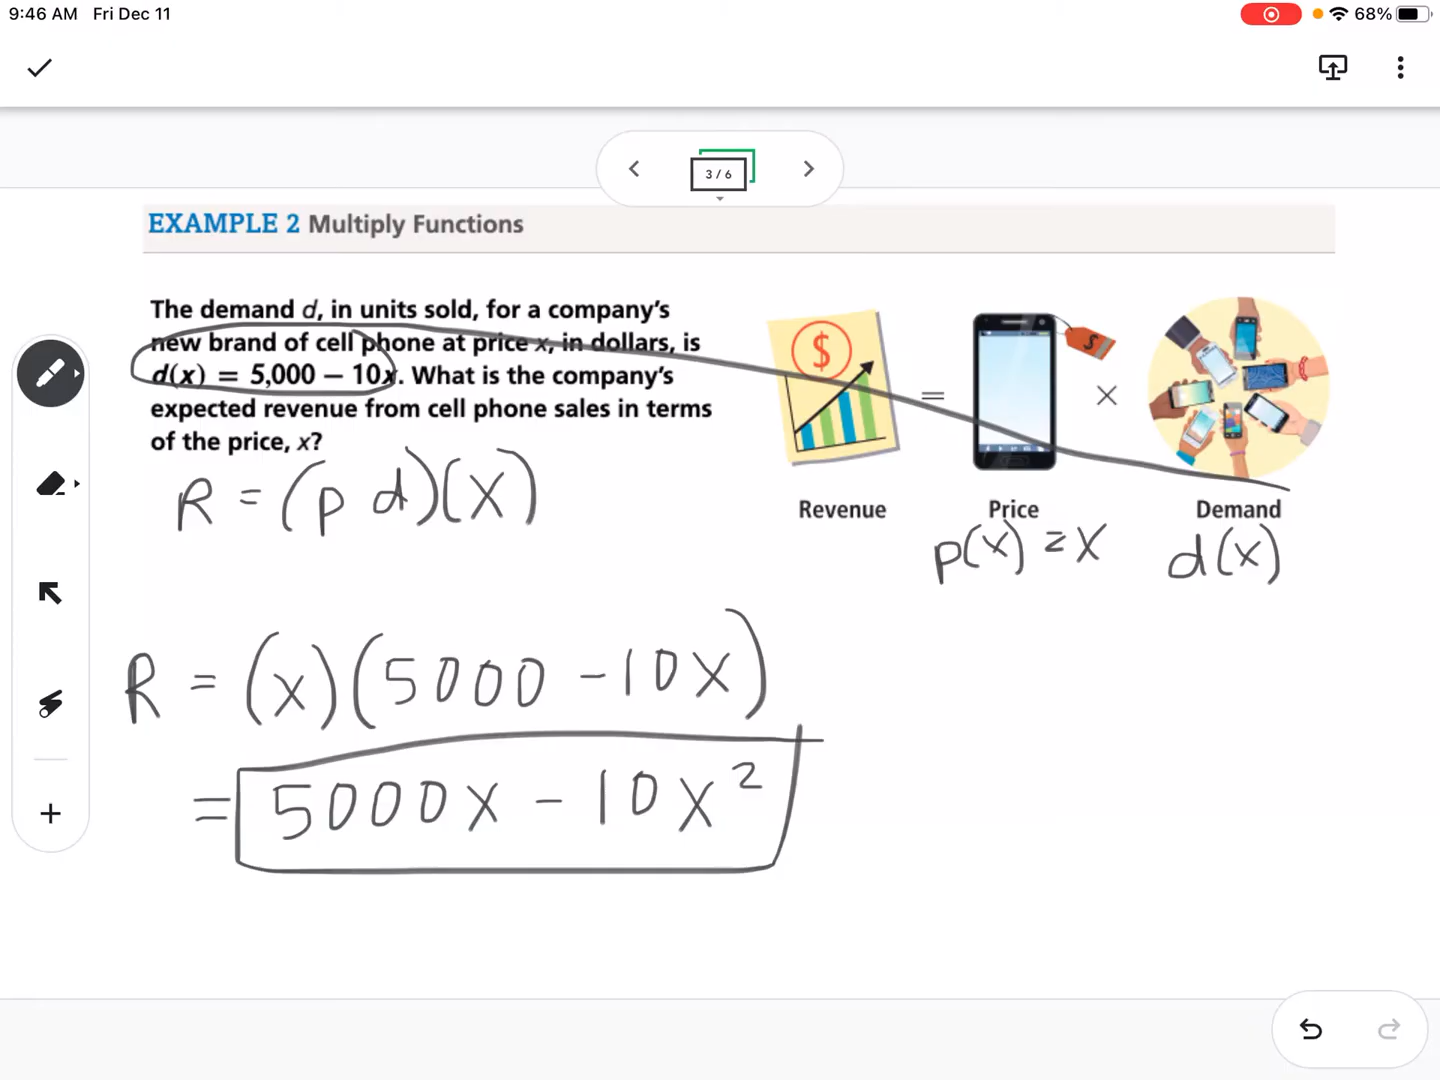 9:46 AM Fri Dec 11
68%
3 / 6
EXAMPLE 2 Multiply Functions
The demand d, in units sold, for a company's
new brand of cell phone at price x, in dollars, is
d(x) = 5,000 – 10x. What is the company's
expected revenue from cell phone sales in terms
of the price, x?
$
=
$
×
Revenue
Price
Demand
R = (p d)(x)
p(x) = x
d(x)
R = (x)(5000 - 10x)
= 5000x - 10x²